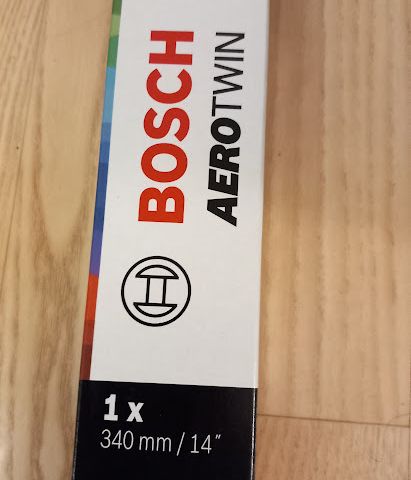 BOSCH
AEROTWIN
1 x
340 mm / 14"